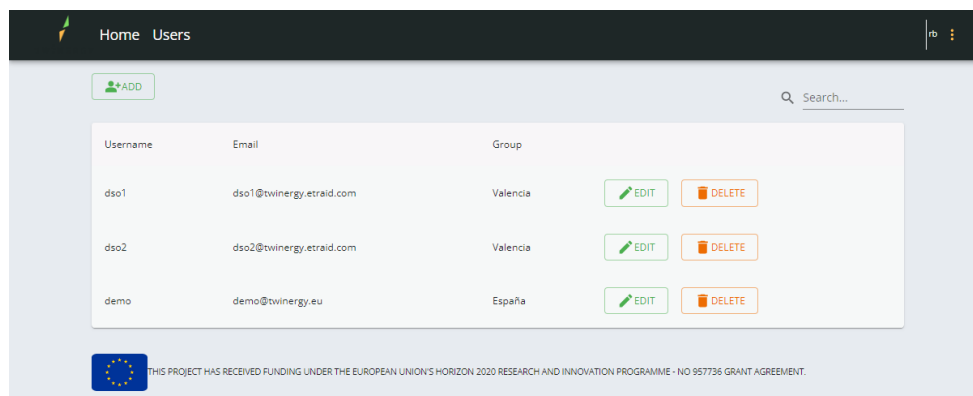 Home Users rb
ADD
Search...
Username Email Group
dso1 dso1@twinergy.etraid.com Valencia EDIT DELETE
dso2 dso2@twinergy.etraid.com Valencia EDIT DELETE
demo demo@twinergy.eu España EDIT DELETE
THIS PROJECT HAS RECEIVED FUNDING UNDER THE EUROPEAN UNION'S HORIZON 2020 RESEARCH AND INNOVATION PROGRAMME - NO 957736 GRANT AGREEMENT.